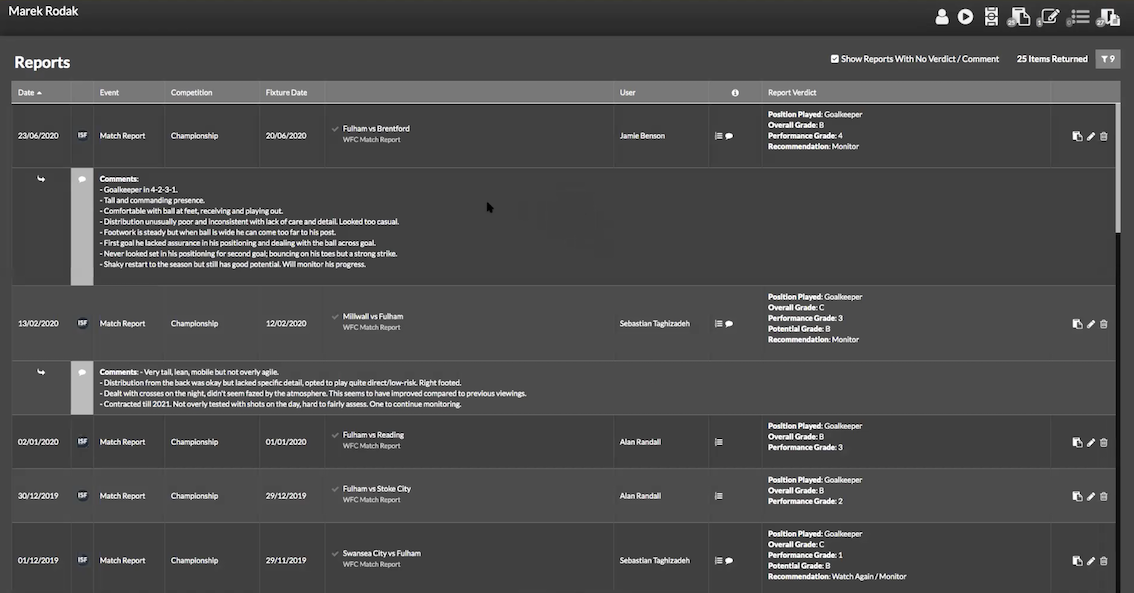 Marek Rodak
25
1
27
Reports
Show Reports With No Verdict / Comment
25 Items Returned
9
Date
Event
Competition
Fixture Date
User
Report Verdict
23/06/2020
ISF
Match Report
Championship
20/06/2020
Fulham vs Brentford
WFC Match Report
Jamie Benson
Position Played: Goalkeeper
Overall Grade: B
Performance Grade: 4
Recommendation: Monitor
Comments:
- Goalkeeper in 4-2-3-1.
- Tall and commanding presence.
- Comfortable with ball at feet, receiving and playing out.
- Distribution unusually poor and inconsistent with lack of care and detail. Looked too casual.
- Footwork is steady but when ball is wide he can come too far to his post.
- First goal he lacked assurance in his positioning and dealing with the ball across goal.
- Never looked set in his positioning for second goal; bouncing on his toes but a strong strike.
- Shaky restart to the season but still has good potential. Will monitor his progress.
13/02/2020
ISF
Match Report
Championship
12/02/2020
Millwall vs Fulham
WFC Match Report
Sebastian Taghizadeh
Position Played: Goalkeeper
Overall Grade: C
Performance Grade: 3
Potential Grade: B
Recommendation: Monitor
Comments: - Very tall, lean, mobile but not overly agile.
- Distribution from the back was okay but lacked specific detail, opted to play quite direct/low-risk. Right footed.
- Dealt with crosses on the night, didn't seem fazed by the atmosphere. This seems to have improved compared to previous viewings.
- Contracted till 2021. Not overly tested with shots on the day, hard to fairly assess. One to continue monitoring.
02/01/2020
ISF
Match Report
Championship
01/01/2020
Fulham vs Reading
WFC Match Report
Alan Randall
Position Played: Goalkeeper
Overall Grade: B
Performance Grade: 3
30/12/2019
ISF
Match Report
Championship
29/12/2019
Fulham vs Stoke City
WFC Match Report
Alan Randall
Position Played: Goalkeeper
Overall Grade: B
Performance Grade: 2
01/12/2019
ISF
Match Report
Championship
29/11/2019
Swansea City vs Fulham
WFC Match Report
Sebastian Taghizadeh
Position Played: Goalkeeper
Overall Grade: C
Performance Grade: 1
Potential Grade: B
Recommendation: Watch Again / Monitor